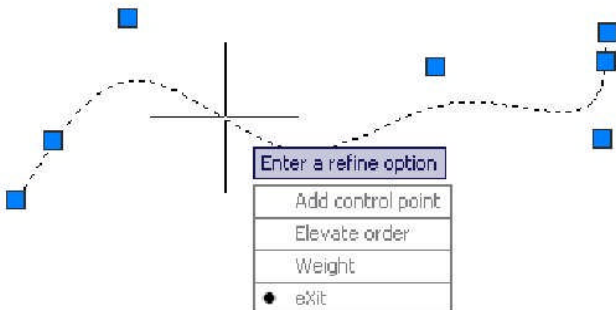 Enter a refine option
Add control point
Elevate order
Weight
eXit